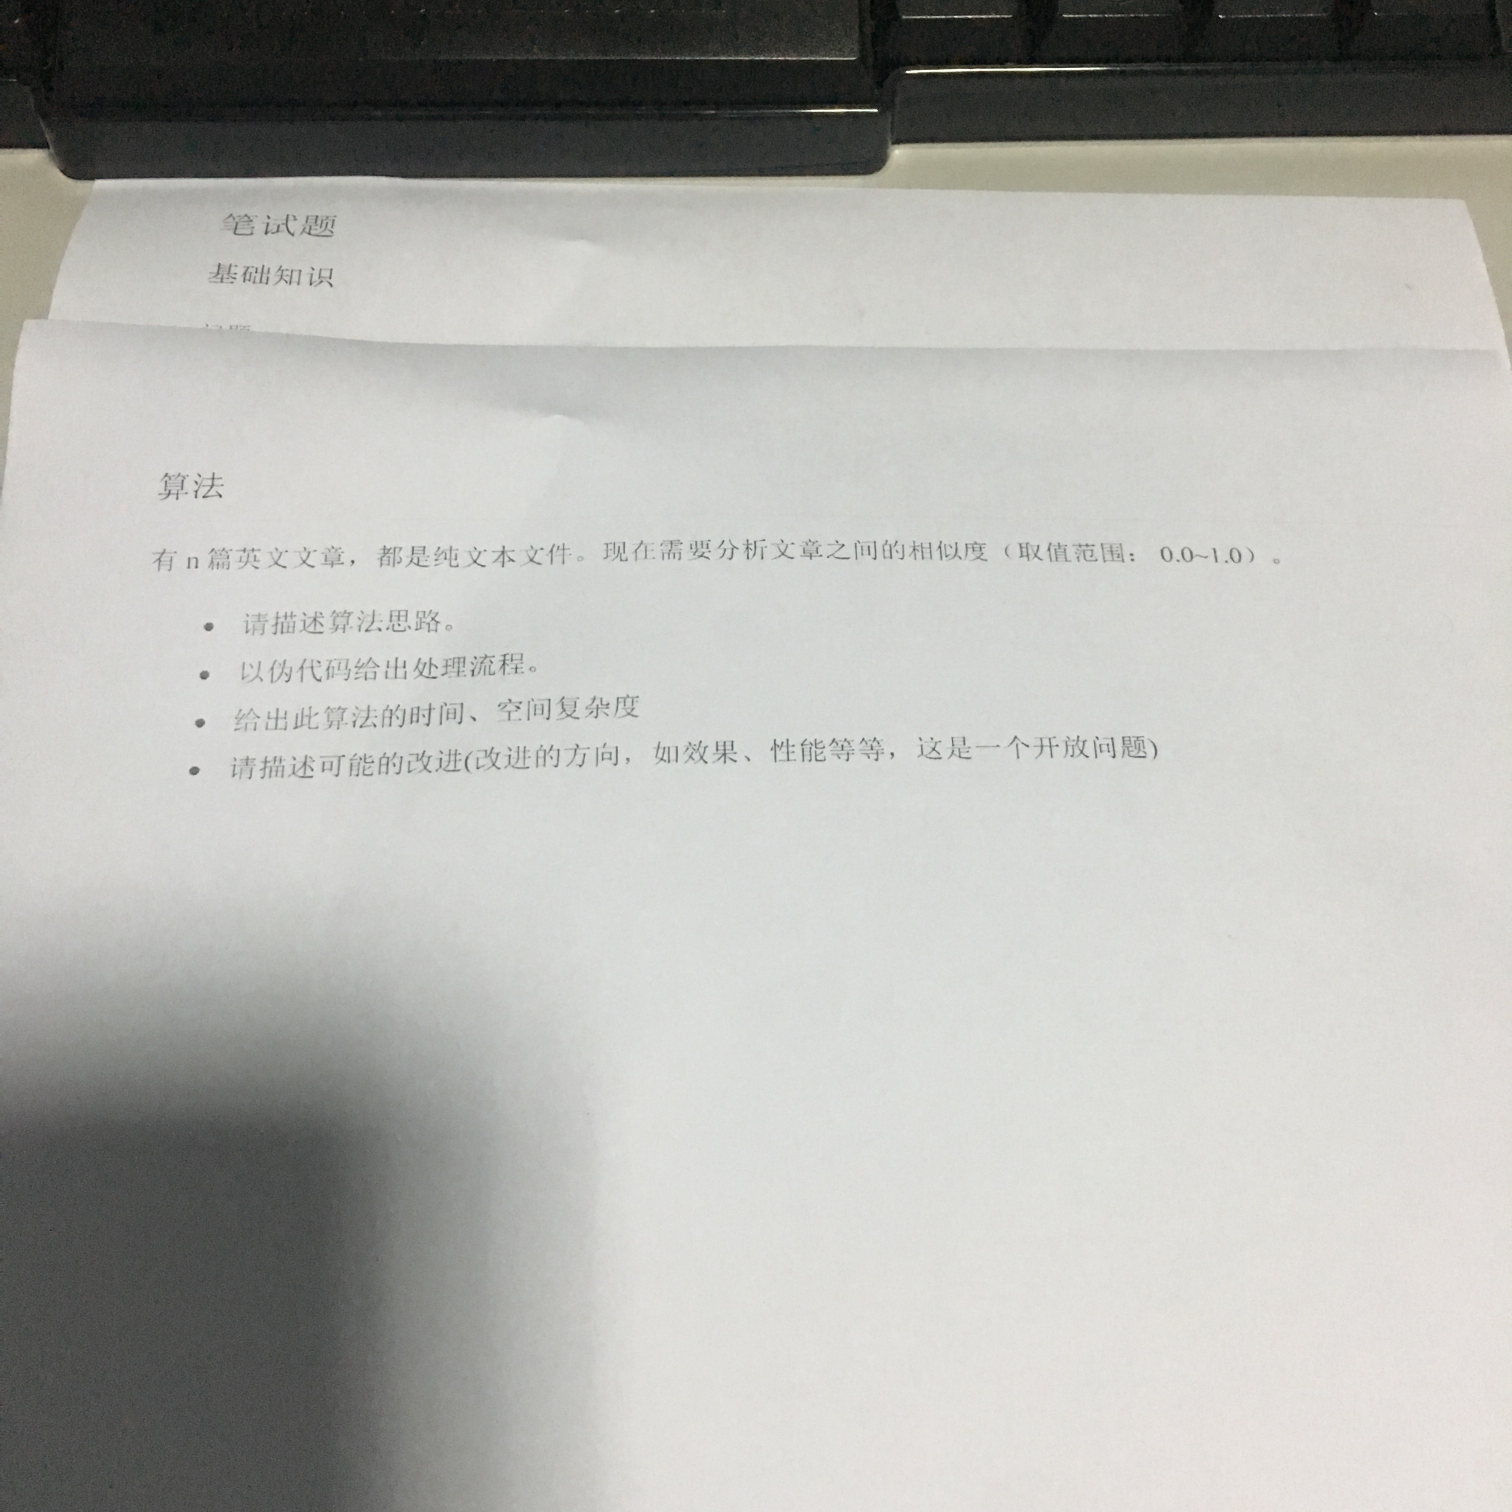 笔试题
基础知识
算法
有 n 篇英文文章，都是纯文本文件。现在需要分析文章之间的相似度（取值范围： 0.0~1.0）。
• 请描述算法思路。
• 以伪代码给出处理流程。
• 给出此算法的时间、空间复杂度
• 请描述可能的改进(改进的方向，如效果、性能等等，这是一个开放问题)